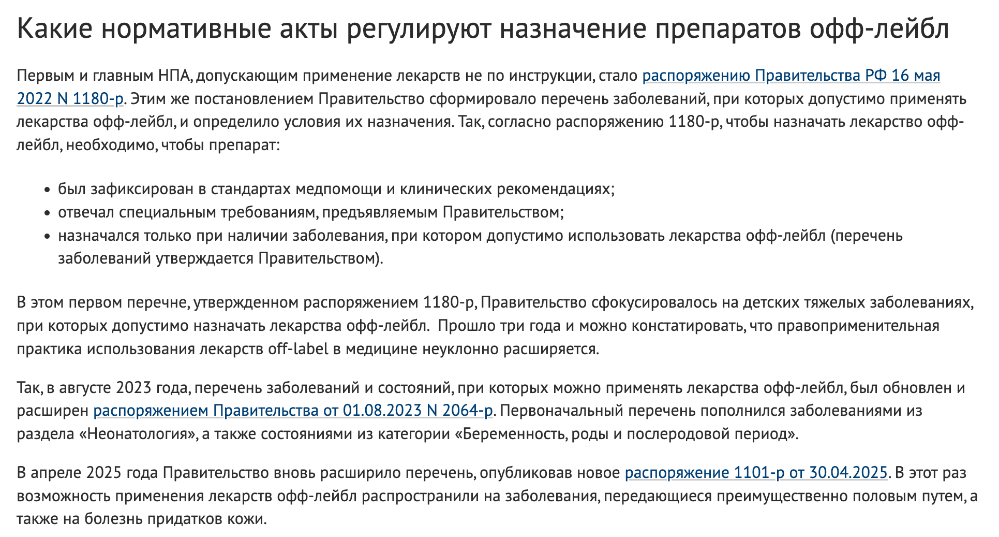 Какие нормативные акты регулируют назначение препаратов офф-лейбл
Первым и главным НПА, допускающим применение лекарств не по инструкции, стало распоряжению Правительства РФ 16 мая
2022 N 1180-р. Этим же постановлением Правительство сформировало перечень заболеваний, при которых допустимо применять
лекарства офф-лейбл, и определило условия их назначения. Так, согласно распоряжению 1180-р, чтобы назначать лекарство офф-
лейбл, необходимо, чтобы препарат:
• был зафиксирован в стандартах медпомощи и клинических рекомендациях;
• отвечал специальным требованиям, предъявляемым Правительством;
• назначался только при наличии заболевания, при котором допустимо использовать лекарства офф-лейбл (перечень
заболеваний утверждается Правительством).
В этом первом перечне, утвержденном распоряжением 1180-р, Правительство сфокусировалось на детских тяжелых заболеваниях,
при которых допустимо назначать лекарства офф-лейбл.  Прошло три года и можно констатировать, что правоприменительная
практика использования лекарств off-label в медицине неуклонно расширяется.
Так, в августе 2023 года, перечень заболеваний и состояний, при которых можно применять лекарства офф-лейбл, был обновлен и
расширен распоряжением Правительства от 01.08.2023 N 2064-р. Первоначальный перечень пополнился заболеваниями из
раздела «Неонатология», а также состояниями из категории «Беременность, роды и послеродовой период».
В апреле 2025 года Правительство вновь расширило перечень, опубликовав новое распоряжение 1101-р от 30.04.2025. В этот раз
возможность применения лекарств офф-лейбл распространили на заболевания, передающиеся преимущественно половым путем, а
также на болезнь придатков кожи.